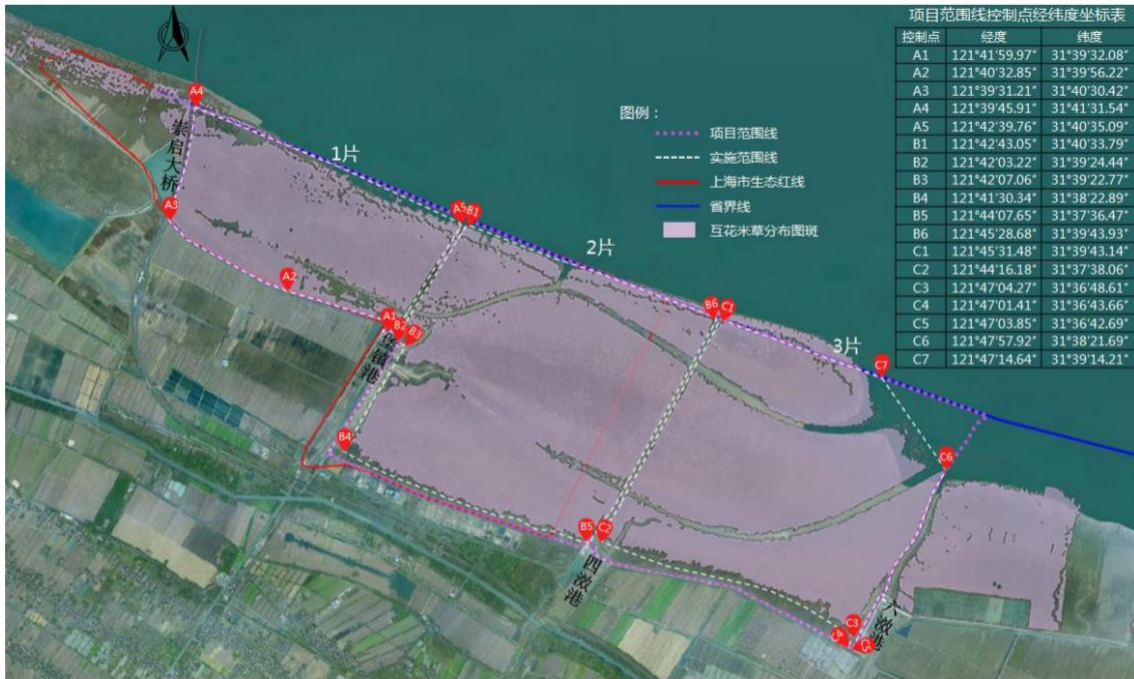 项目范围线控制点经纬度坐标表
控制点 经度 纬度
A1 121°41'59.97" 31°39'32.08"
A2 121°40'32.85" 31°39'56.22"
A3 121°39'31.21" 31°40'30.42"
A4 121°39'45.91" 31°41'31.54"
A5 121°42'39.76" 31°40'35.09"
B1 121°42'43.05" 31°40'33.79"
B2 121°42'03.22" 31°39'24.44"
B3 121°42'07.06" 31°39'22.77"
B4 121°41'30.34" 31°38'22.89"
B5 121°44'07.65" 31°37'36.47"
B6 121°45'28.68" 31°39'43.93"
C1 121°45'31.48" 31°39'43.14"
C2 121°44'16.18" 31°37'38.06"
C3 121°47'04.27" 31°36'48.61"
C4 121°47'01.41" 31°36'43.66"
C5 121°47'03.85" 31°36'42.69"
C6 121°47'57.92" 31°38'21.69"
C7 121°47'14.64" 31°39'14.21"
图例：
项目范围线
实施范围线
上海市生态红线
省界线
互花米草分布图斑
A4
崇启大桥
1片
A3
A5
B1
2片
A2
B6
C1
A1
B2
B3
镇港
3片
C7
B4
C6
B5
C2
四滧港
C3
C4
C5
六滧港